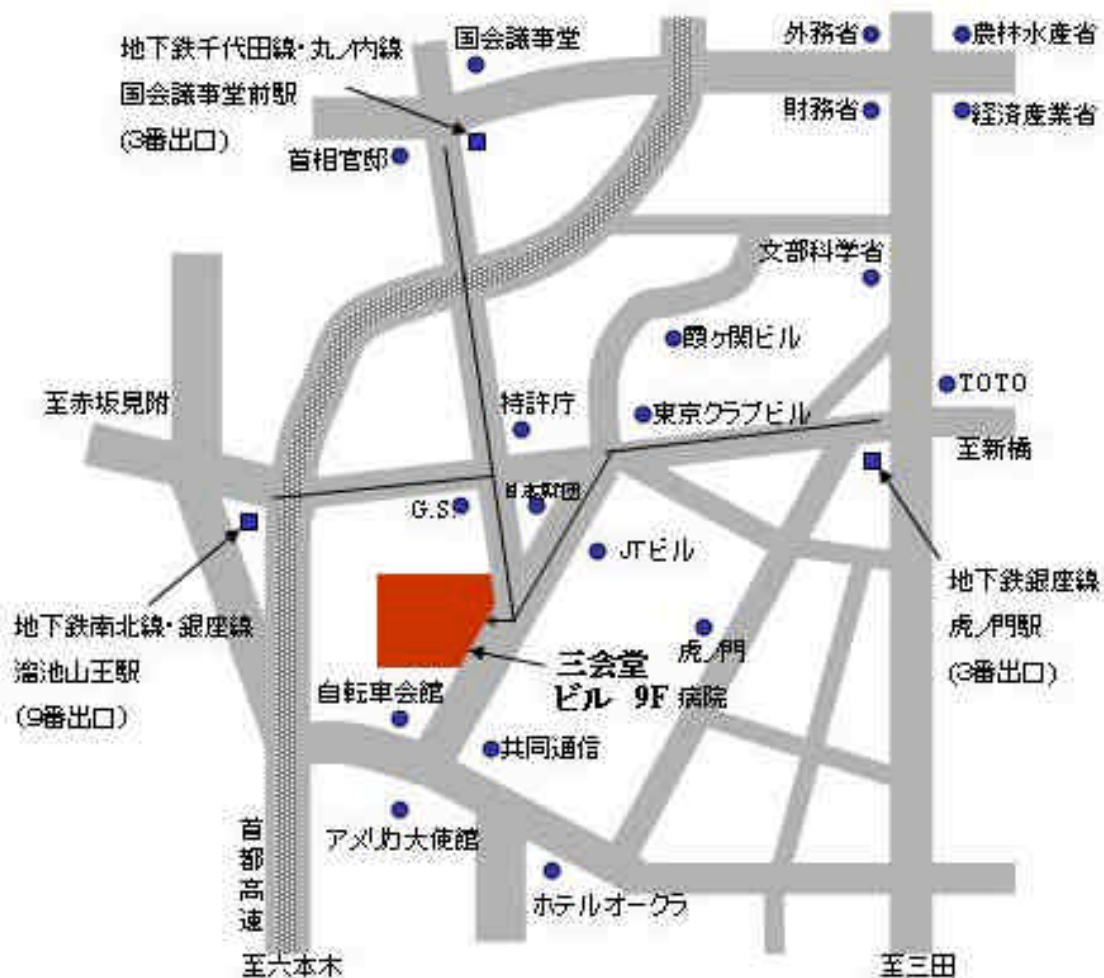 地下鉄千代田線・丸ノ内線
国会議事堂前駅
(3番出口)
国会議事堂
外務省
農林水産省
財務省
経済産業省
首相官邸
文部科学省
霞ヶ関ビル
至赤坂見附
特許庁
東京クラブビル
TOTO
至新橋
G.S.
日本財団
JTビル
地下鉄南北線・銀座線
溜池山王駅
(9番出口)
地下鉄銀座線
虎ノ門駅
(3番出口)
三会堂
ビル 9F
虎ノ門
病院
自転車会館
共同通信
アメリカ大使館
首都高速
ホテルオークラ
至六本木
至三田